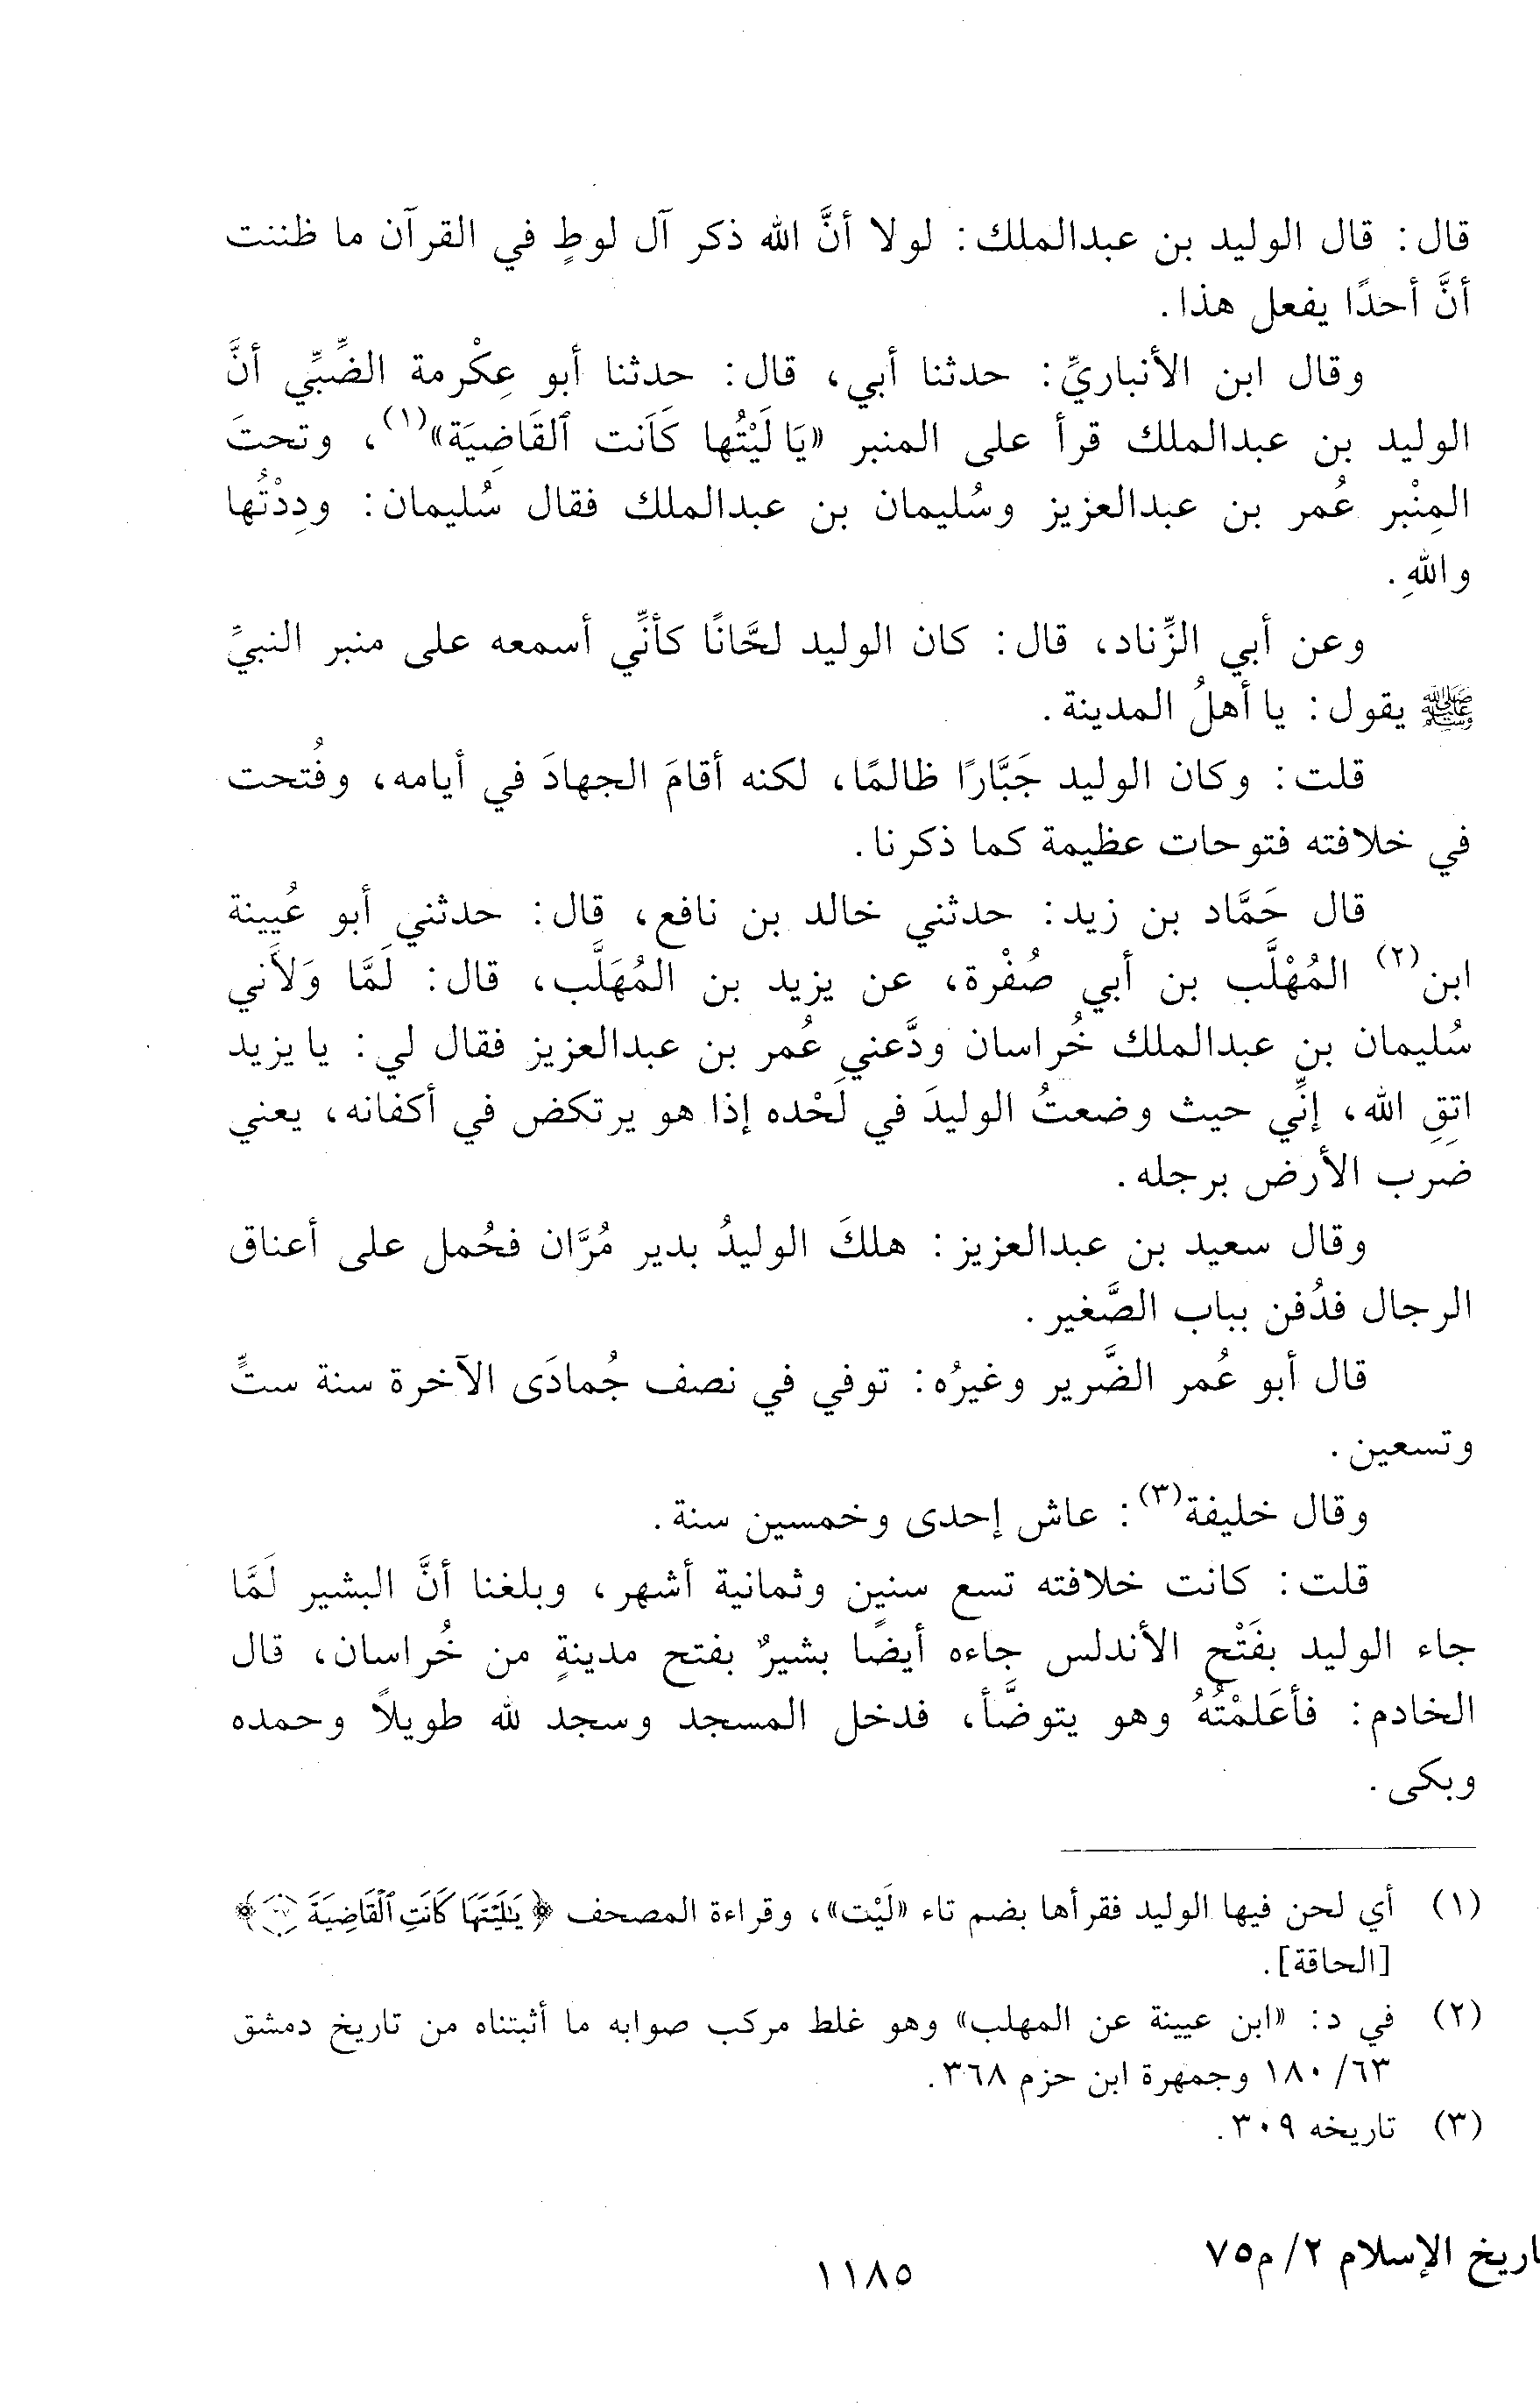 قال: قال الوليد بن عبدالملك: لولا أنَّ الله ذكر آل لوطٍ في القرآن ما ظننت
أنَّ أحدًا يفعل هذا.
وقال ابن الأنباريِّ: حدثنا أبي، قال: حدثنا أبو عِكْرمة الضِّبِّي أنَّ
الوليد بن عبدالملك قرأ على المنبر «يَا لَيْتُها كَاَنت ٱلقَاضِيَة»(١)، وتحتَ
المِنْبر عُمر بن عبدالعزيز وسُليمان بن عبدالملك فقال سُليمان: ودِدْتُها
واللهِ.
وعن أبي الزِّناد، قال: كان الوليد لحَّانًا كأنِّي أسمعه على منبر النبيِّ
ﷺ يقول: يا أهلُ المدينة.
قلت: وكان الوليد جَبَّارًا ظالمًا، لكنه أقامَ الجهادَ في أيامه، وفُتحت
في خلافته فتوحات عظيمة كما ذكرنا.
قال حَمَّاد بن زيد: حدثني خالد بن نافع، قال: حدثني أبو عُيينة
ابن(٢) المُهْلَّب بن أبي صُفْرة، عن يزيد بن المُهَلَّب، قال: لَمَّا وَلاَّني
سُليمان بن عبدالملك خُراسان ودَّعني عُمر بن عبدالعزيز فقال لي: يا يزيد
اتقِ الله، إنِّي حيث وضعتُ الوليدَ في لَحْده إذا هو يرتكض في أكفانه، يعني
ضَرب الأرض برجله.
وقال سعيد بن عبدالعزيز: هلكَ الوليدُ بدير مُرَّان فحُمل على أعناق
الرجال فدُفن بباب الصَّغير.
قال أبو عُمر الضَّرير وغيرُه: توفي في نصف جُمادَى الآخرة سنة ستٍّ
وتسعين.
وقال خليفة(٣): عاش إحدى وخمسين سنة.
قلت: كانت خلافته تسع سنين وثمانية أشهر، وبلغنا أنَّ البشير لَمَّا
جاء الوليد بفَتْح الأندلس جاءه أيضًا بشيرٌ بفتح مدينةٍ من خُراسان، قال
الخادم: فأعَلمْتُهُ وهو يتوضَّأ، فدخل المسجد وسجد لله طويلاً وحمده
وبكى.
(١) أي لحن فيها الوليد فقرأها بضم تاء «لَيْت»، وقراءة المصحف ﴿يَٰلَيْتَهَا كَانَتِ ٱلْقَاضِيَةَ ٢٧﴾
[الحاقة].
(٢) في د: «ابن عيينة عن المهلب» وهو غلط مركب صوابه ما أثبتناه من تاريخ دمشق
٦٣/ ١٨٠ وجمهرة ابن حزم ٣٦٨.
(٣) تاريخه ٣٠٩.
اريخ الإسلام ٢/ م٧٥
١١٨٥